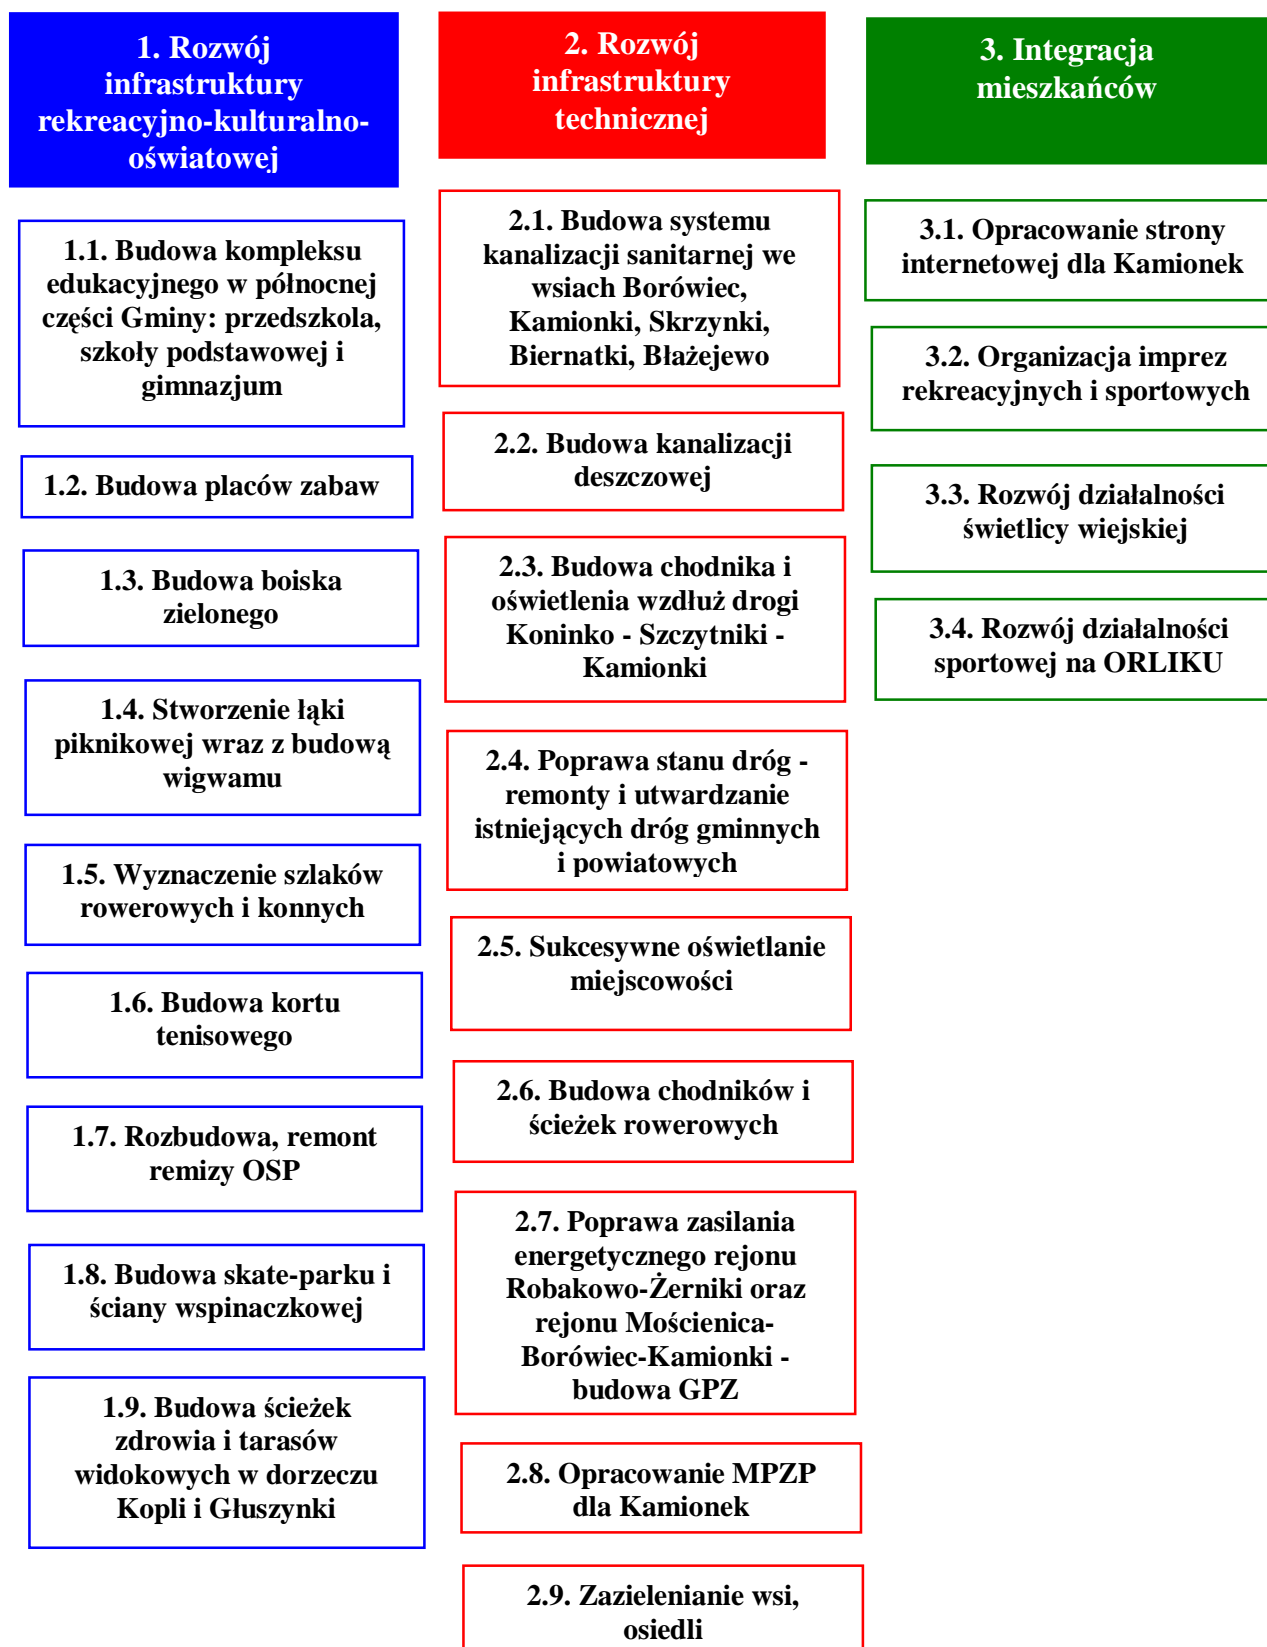 1. Rozwój
infrastruktury
rekreacyjno-kulturalno-
oświatowej
1.1. Budowa kompleksu
edukacyjnego w północnej
części Gminy: przedszkola,
szkoły podstawowej i
gimnazjum
1.2. Budowa placów zabaw
1.3. Budowa boiska
zielonego
1.4. Stworzenie łąki
piknikowej wraz z budową
wigwamu
1.5. Wyznaczenie szlaków
rowerowych i konnych
1.6. Budowa kortu
tenisowego
1.7. Rozbudowa, remont
remizy OSP
1.8. Budowa skate-parku i
ściany wspinaczkowej
1.9. Budowa ścieżek
zdrowia i tarasów
widokowych w dorzeczu
Kopli i Głuszynki
2. Rozwój
infrastruktury
technicznej
2.1. Budowa systemu
kanalizacji sanitarnej we
wsiach Borówiec,
Kamionki, Skrzynki,
Biernatki, Błażejewo
2.2. Budowa kanalizacji
deszczowej
2.3. Budowa chodnika i
oświetlenia wzdłuż drogi
Koninko - Szczytniki -
Kamionki
2.4. Poprawa stanu dróg -
remonty i utwardzanie
istniejących dróg gminnych
i powiatowych
2.5. Sukcesywne oświetlanie
miejscowości
2.6. Budowa chodników i
ścieżek rowerowych
2.7. Poprawa zasilania
energetycznego rejonu
Robakowo-Żerniki oraz
rejonu Mościenica-
Borówiec-Kamionki -
budowa GPZ
2.8. Opracowanie MPZP
dla Kamionek
2.9. Zazielenianie wsi,
osiedli
3. Integracja
mieszkańców
3.1. Opracowanie strony
internetowej dla Kamionek
3.2. Organizacja imprez
rekreacyjnych i sportowych
3.3. Rozwój działalności
świetlicy wiejskiej
3.4. Rozwój działalności
sportowej na ORLIKU